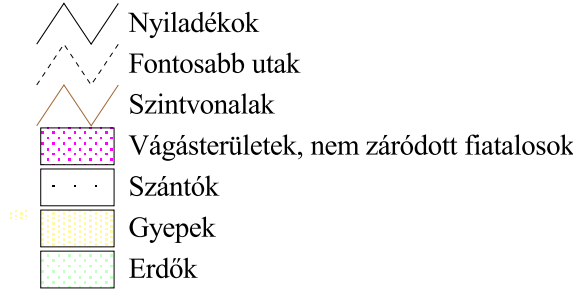 Nyiladékok
Fontosabb utak
Szintvonalak
Vágásterületek, nem záródott fiatalosok
Szántók
Gyepek
Erdők